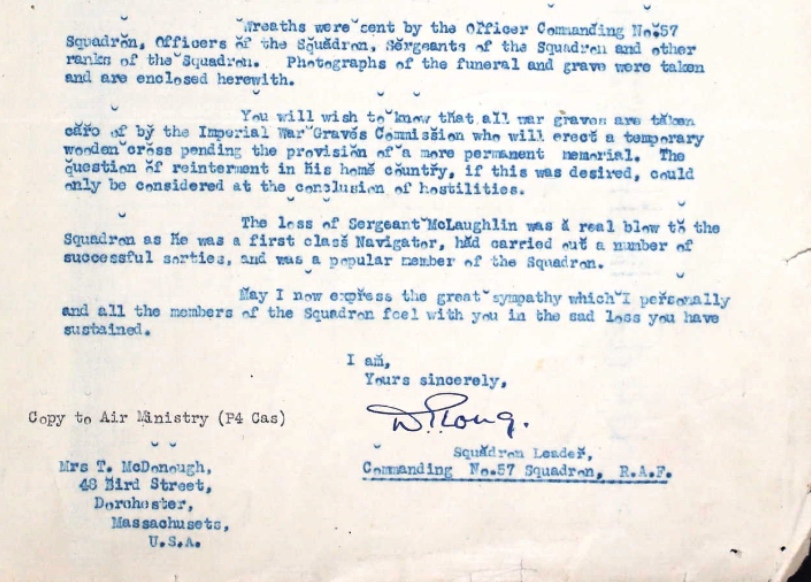 Wreaths were sent by the Officer Commanding No.57
Squadron, Officers of the Squadron, Sergeants of the Squadron and other
ranks of the Squadron. Photographs of the funeral and grave were taken
and are enclosed herewith.
You will wish to know that all war graves are taken
care of by the Imperial War Graves Commission who will erect a temporary
wooden cross pending the provision of a more permanent memorial. The
question of reinterment in his home country, if this was desired, could
only be considered at the conclusion of hostilities.
The loss of Sergeant McLaughlin was a real blow to the
Squadron as he was a first class Navigator, had carried out a number of
successful sorties, and was a popular member of the Squadron.
May I now express the great sympathy which I personally
and all the members of the Squadron feel with you in the sad loss you have
sustained.
I am,
Yours sincerely,
Copy to Air Ministry (P4 Cas)
Squadron Leader,
Commanding No.57 Squadron, R.A.F.
Mrs T. McDonough,
48 Bird Street,
Dorchester,
Massachusets,
U.S.A.